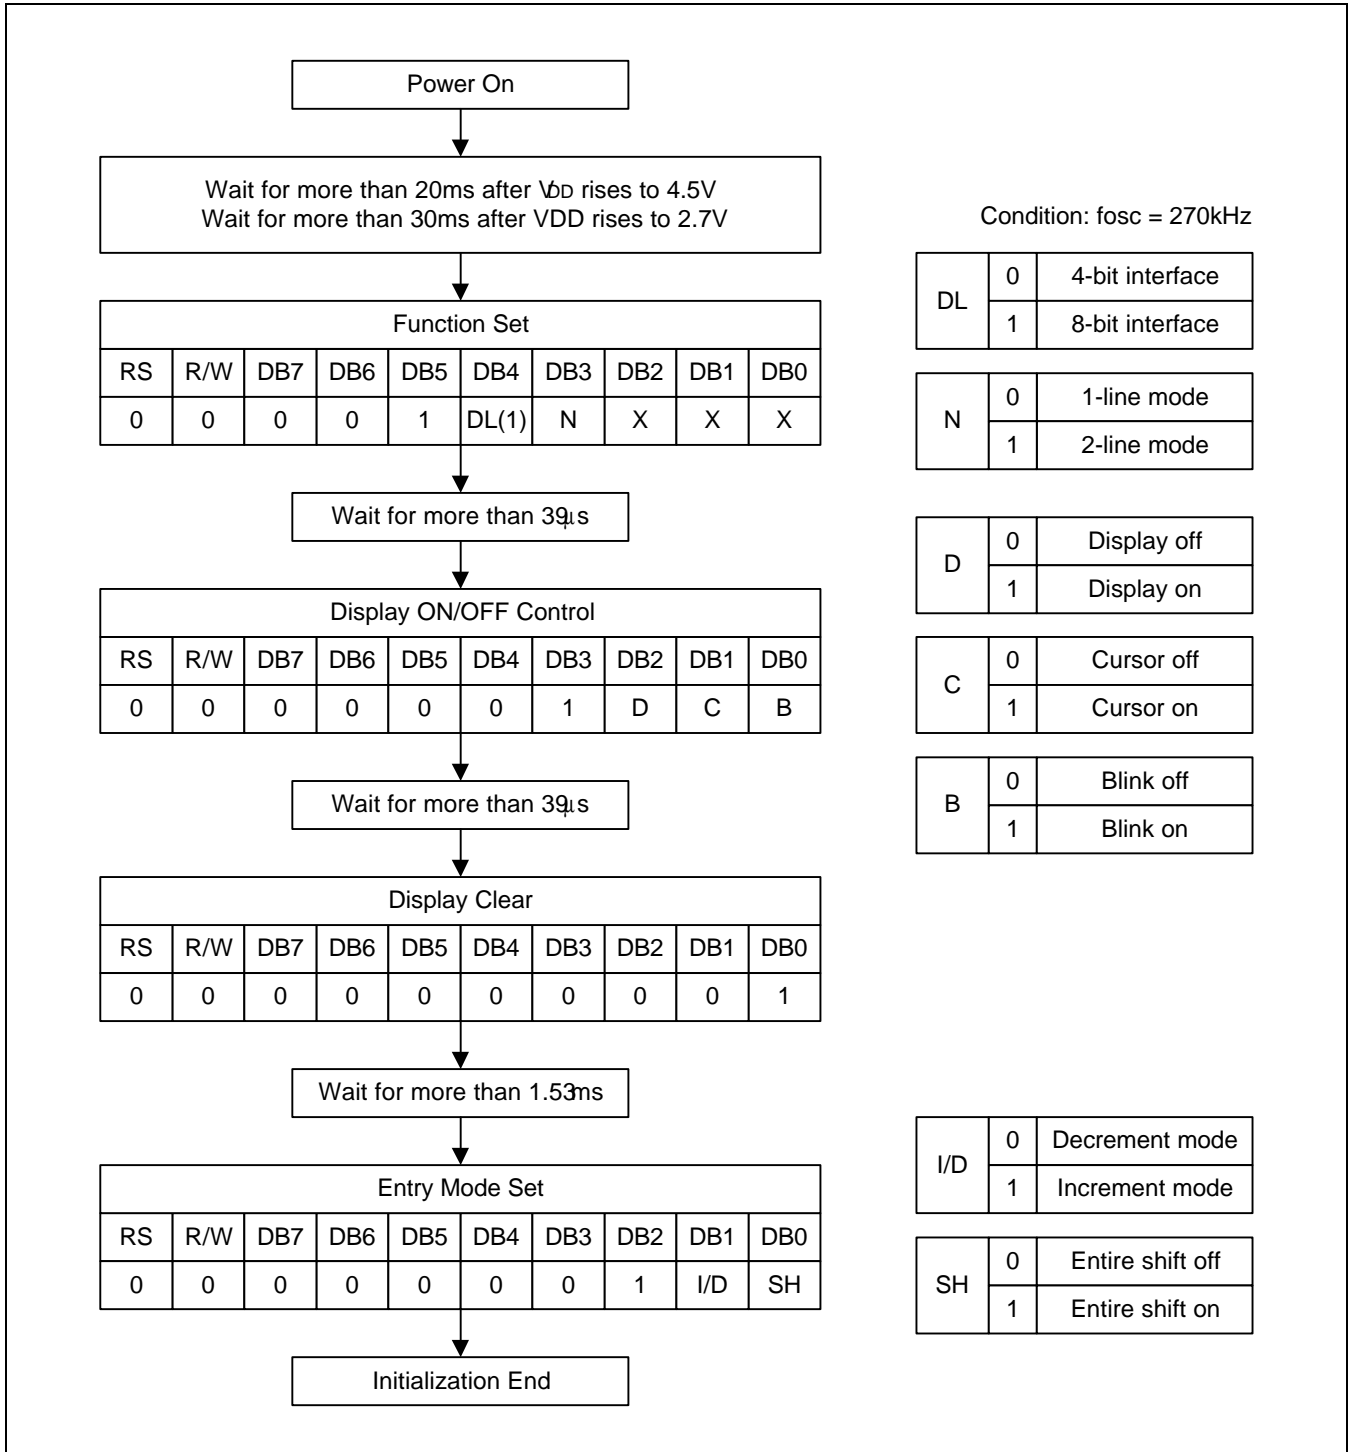 Power On
Wait for more than 20ms after VDD rises to 4.5V
Wait for more than 30ms after VDD rises to 2.7V
Condition: fosc = 270kHz
Function Set
RS R/W DB7 DB6 DB5 DB4 DB3 DB2 DB1 DB0
0 0 0 0 1 DL(1) N X X X
DL
0 4-bit interface
1 8-bit interface
N
0 1-line mode
1 2-line mode
Wait for more than 39μs
Display ON/OFF Control
RS R/W DB7 DB6 DB5 DB4 DB3 DB2 DB1 DB0
0 0 0 0 0 0 1 D C B
D
0 Display off
1 Display on
C
0 Cursor off
1 Cursor on
Wait for more than 39μs
B
0 Blink off
1 Blink on
Display Clear
RS R/W DB7 DB6 DB5 DB4 DB3 DB2 DB1 DB0
0 0 0 0 0 0 0 0 0 1
Wait for more than 1.53ms
Entry Mode Set
RS R/W DB7 DB6 DB5 DB4 DB3 DB2 DB1 DB0
0 0 0 0 0 0 0 1 I/D SH
I/D
0 Decrement mode
1 Increment mode
SH
0 Entire shift off
1 Entire shift on
Initialization End